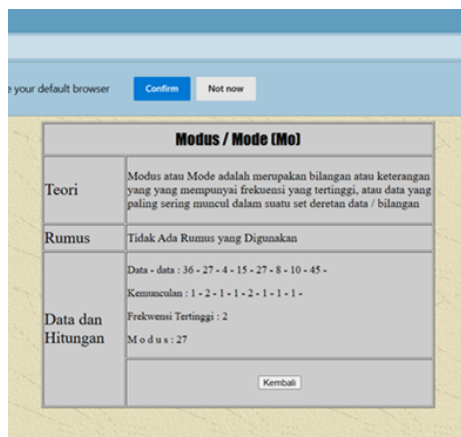 your default browser
Confirm
Not now
Modus / Mode (Mo)
Teori
Modus atau Mode adalah merupakan bilangan atau keterangan
yang yang mempunyai frekuensi yang tertinggi, atau data yang
paling sering muncul dalam suatu set deretan data / bilangan
Rumus
Tidak Ada Rumus yang Digunakan
Data dan
Hitungan
Data - data : 36 - 27 - 4 - 15 - 27 - 8 - 10 - 45 -
Kemunculan : 1 - 2 - 1 - 1 - 2 - 1 - 1 - 1 -
Frekwensi Tertinggi : 2
M o d u s : 27
Kembali